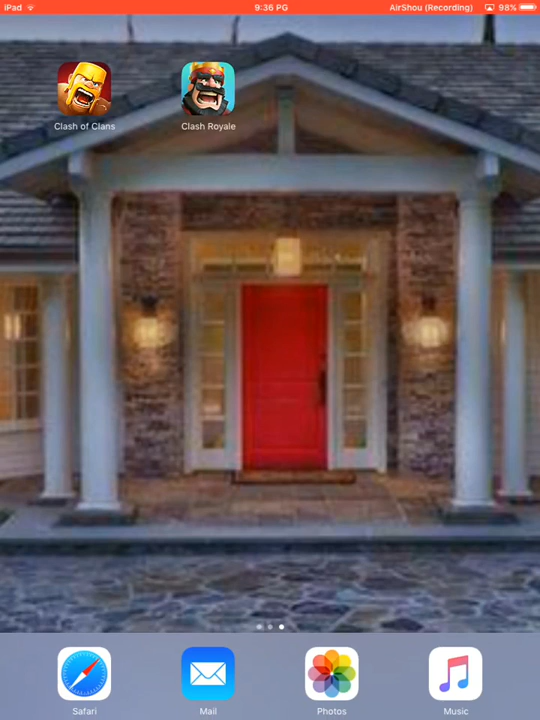 iPad 9:36 PG AirShou (Recording) 98%
Clash of Clans Clash Royale
Safari Mail Photos Music